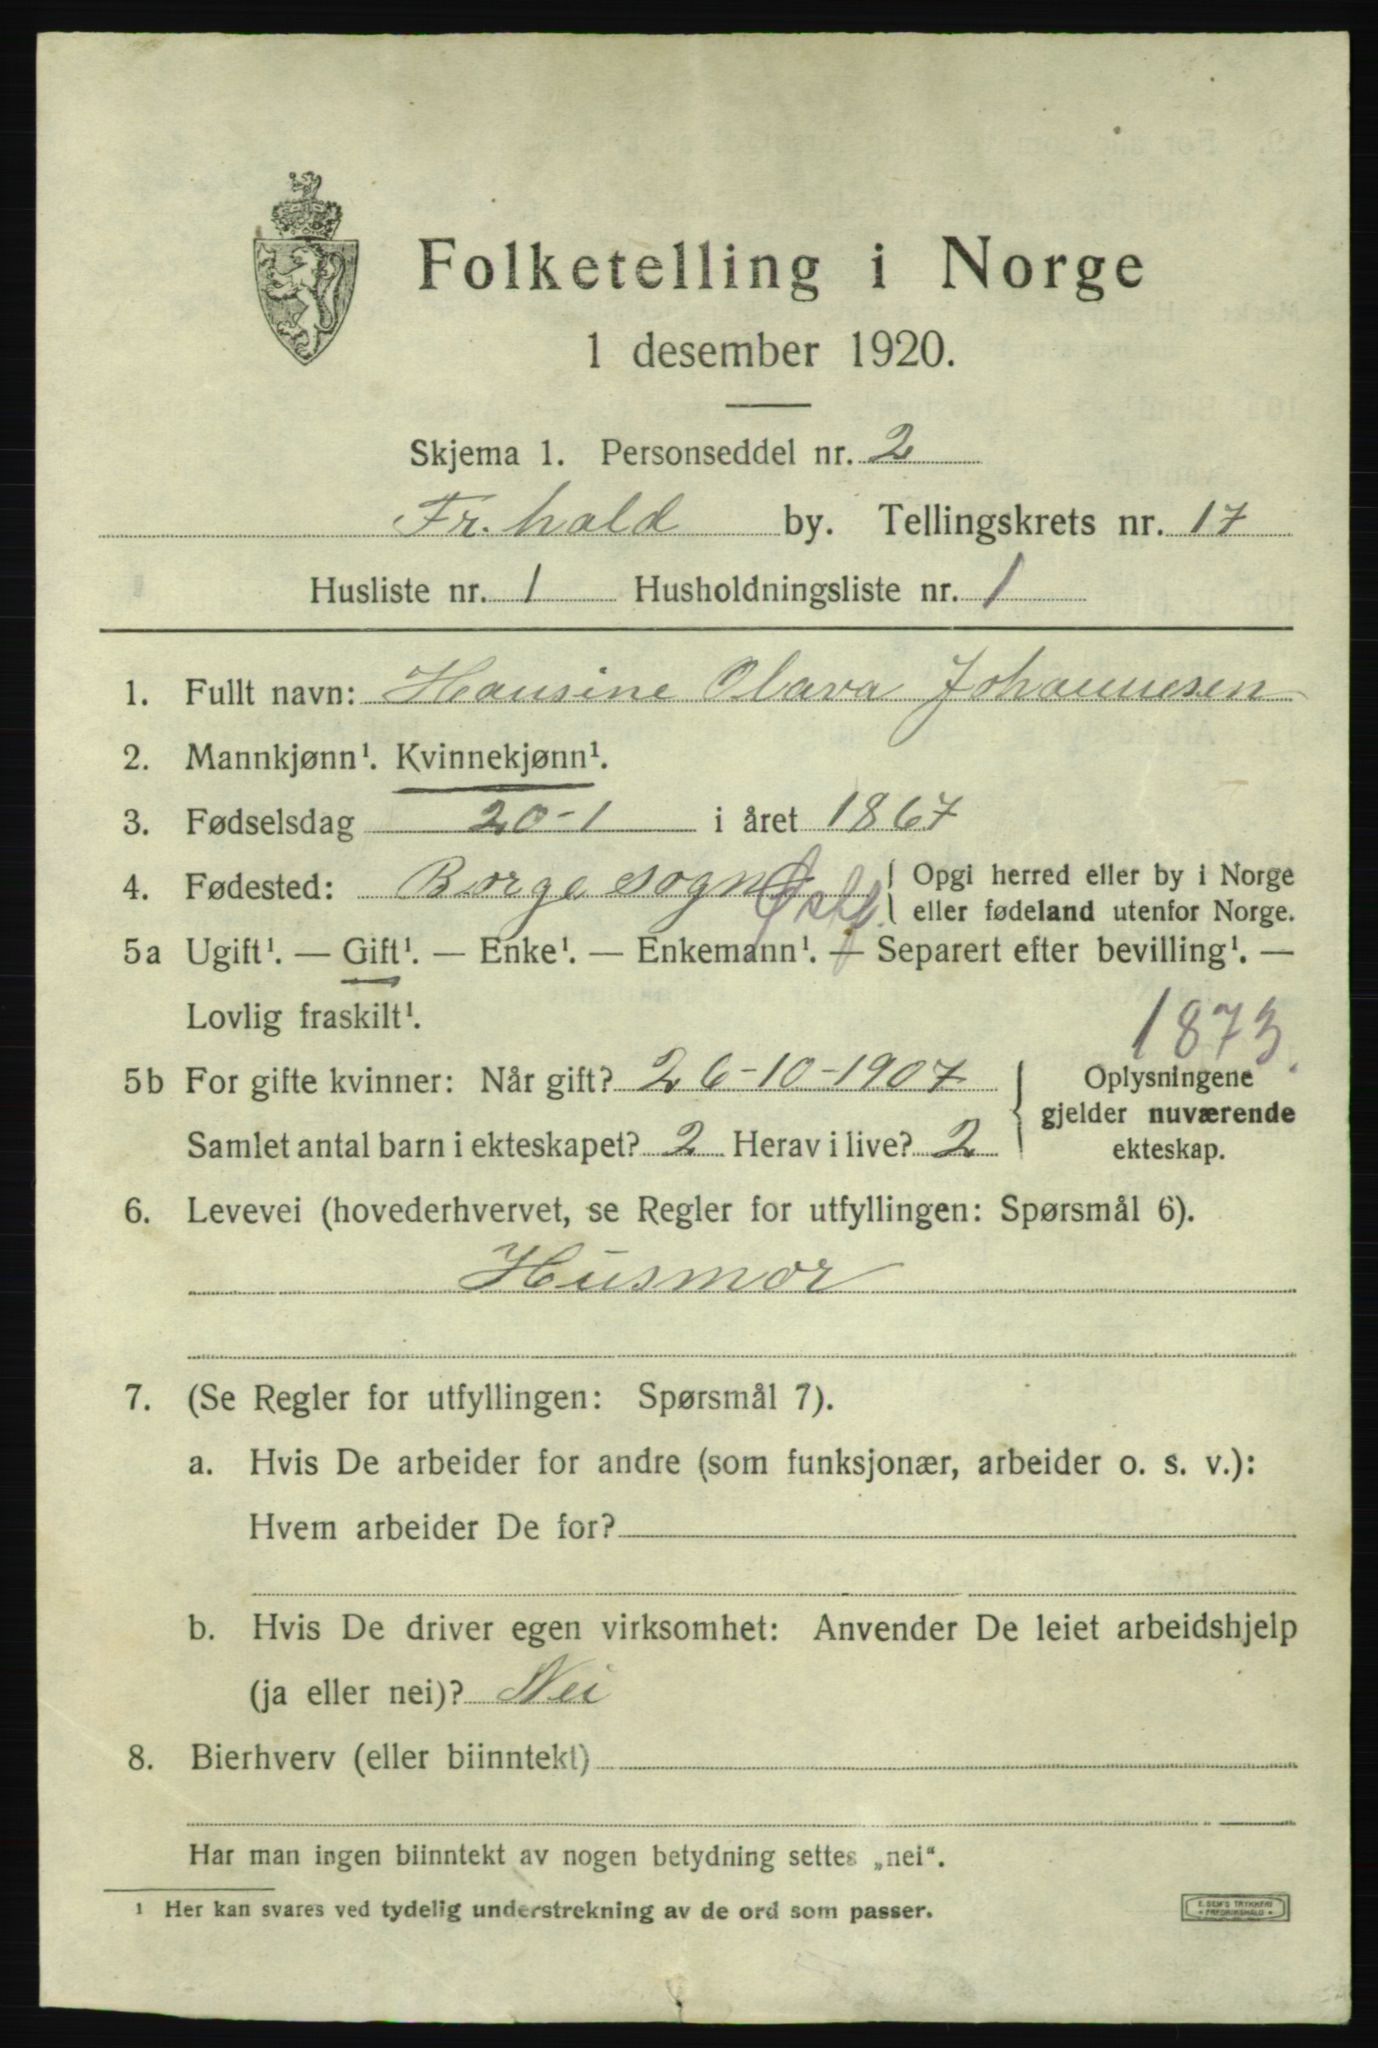 Folketelling i Norge
1 desember 1920.
Skjema 1. Personseddel nr. 2
Fr.hald by. Tellingskrets nr. 17
Husliste nr. 1 Husholdningsliste nr. 1
1. Fullt navn: Hansine Olava Johannesen
2. Mannkjønn¹. Kvinnekjønn¹.
3. Fødselsdag 20-1 i året 1867
4. Fødested: Borge sogn Østf. { Opgi herred eller by i Norge
eller fødeland utenfor Norge.
5a Ugift¹. — Gift¹. — Enke¹. — Enkemann¹. — Separert efter bevilling¹. —
Lovlig fraskilt¹.
1873
5b For gifte kvinner: Når gift? 26-10-1907 } Oplysningene
gjelder nuværende
Samlet antal barn i ekteskapet? 2 Herav i live? 2 ekteskap.
6. Levevei (hovederhvervet, se Regler for utfyllingen: Spørsmål 6).
Husmor
7. (Se Regler for utfyllingen: Spørsmål 7).
a. Hvis De arbeider for andre (som funksjonær, arbeider o. s. v.):
Hvem arbeider De for?
b. Hvis De driver egen virksomhet: Anvender De leiet arbeidshjelp
(ja eller nei)? Nei
8. Bierhverv (eller biinntekt)
Har man ingen biinntekt av nogen betydning settes „nei“.
¹ Her kan svares ved tydelig understrekning av de ord som passer.
E. SEM'S TRYKKERI
• FREDRIKSHALD •